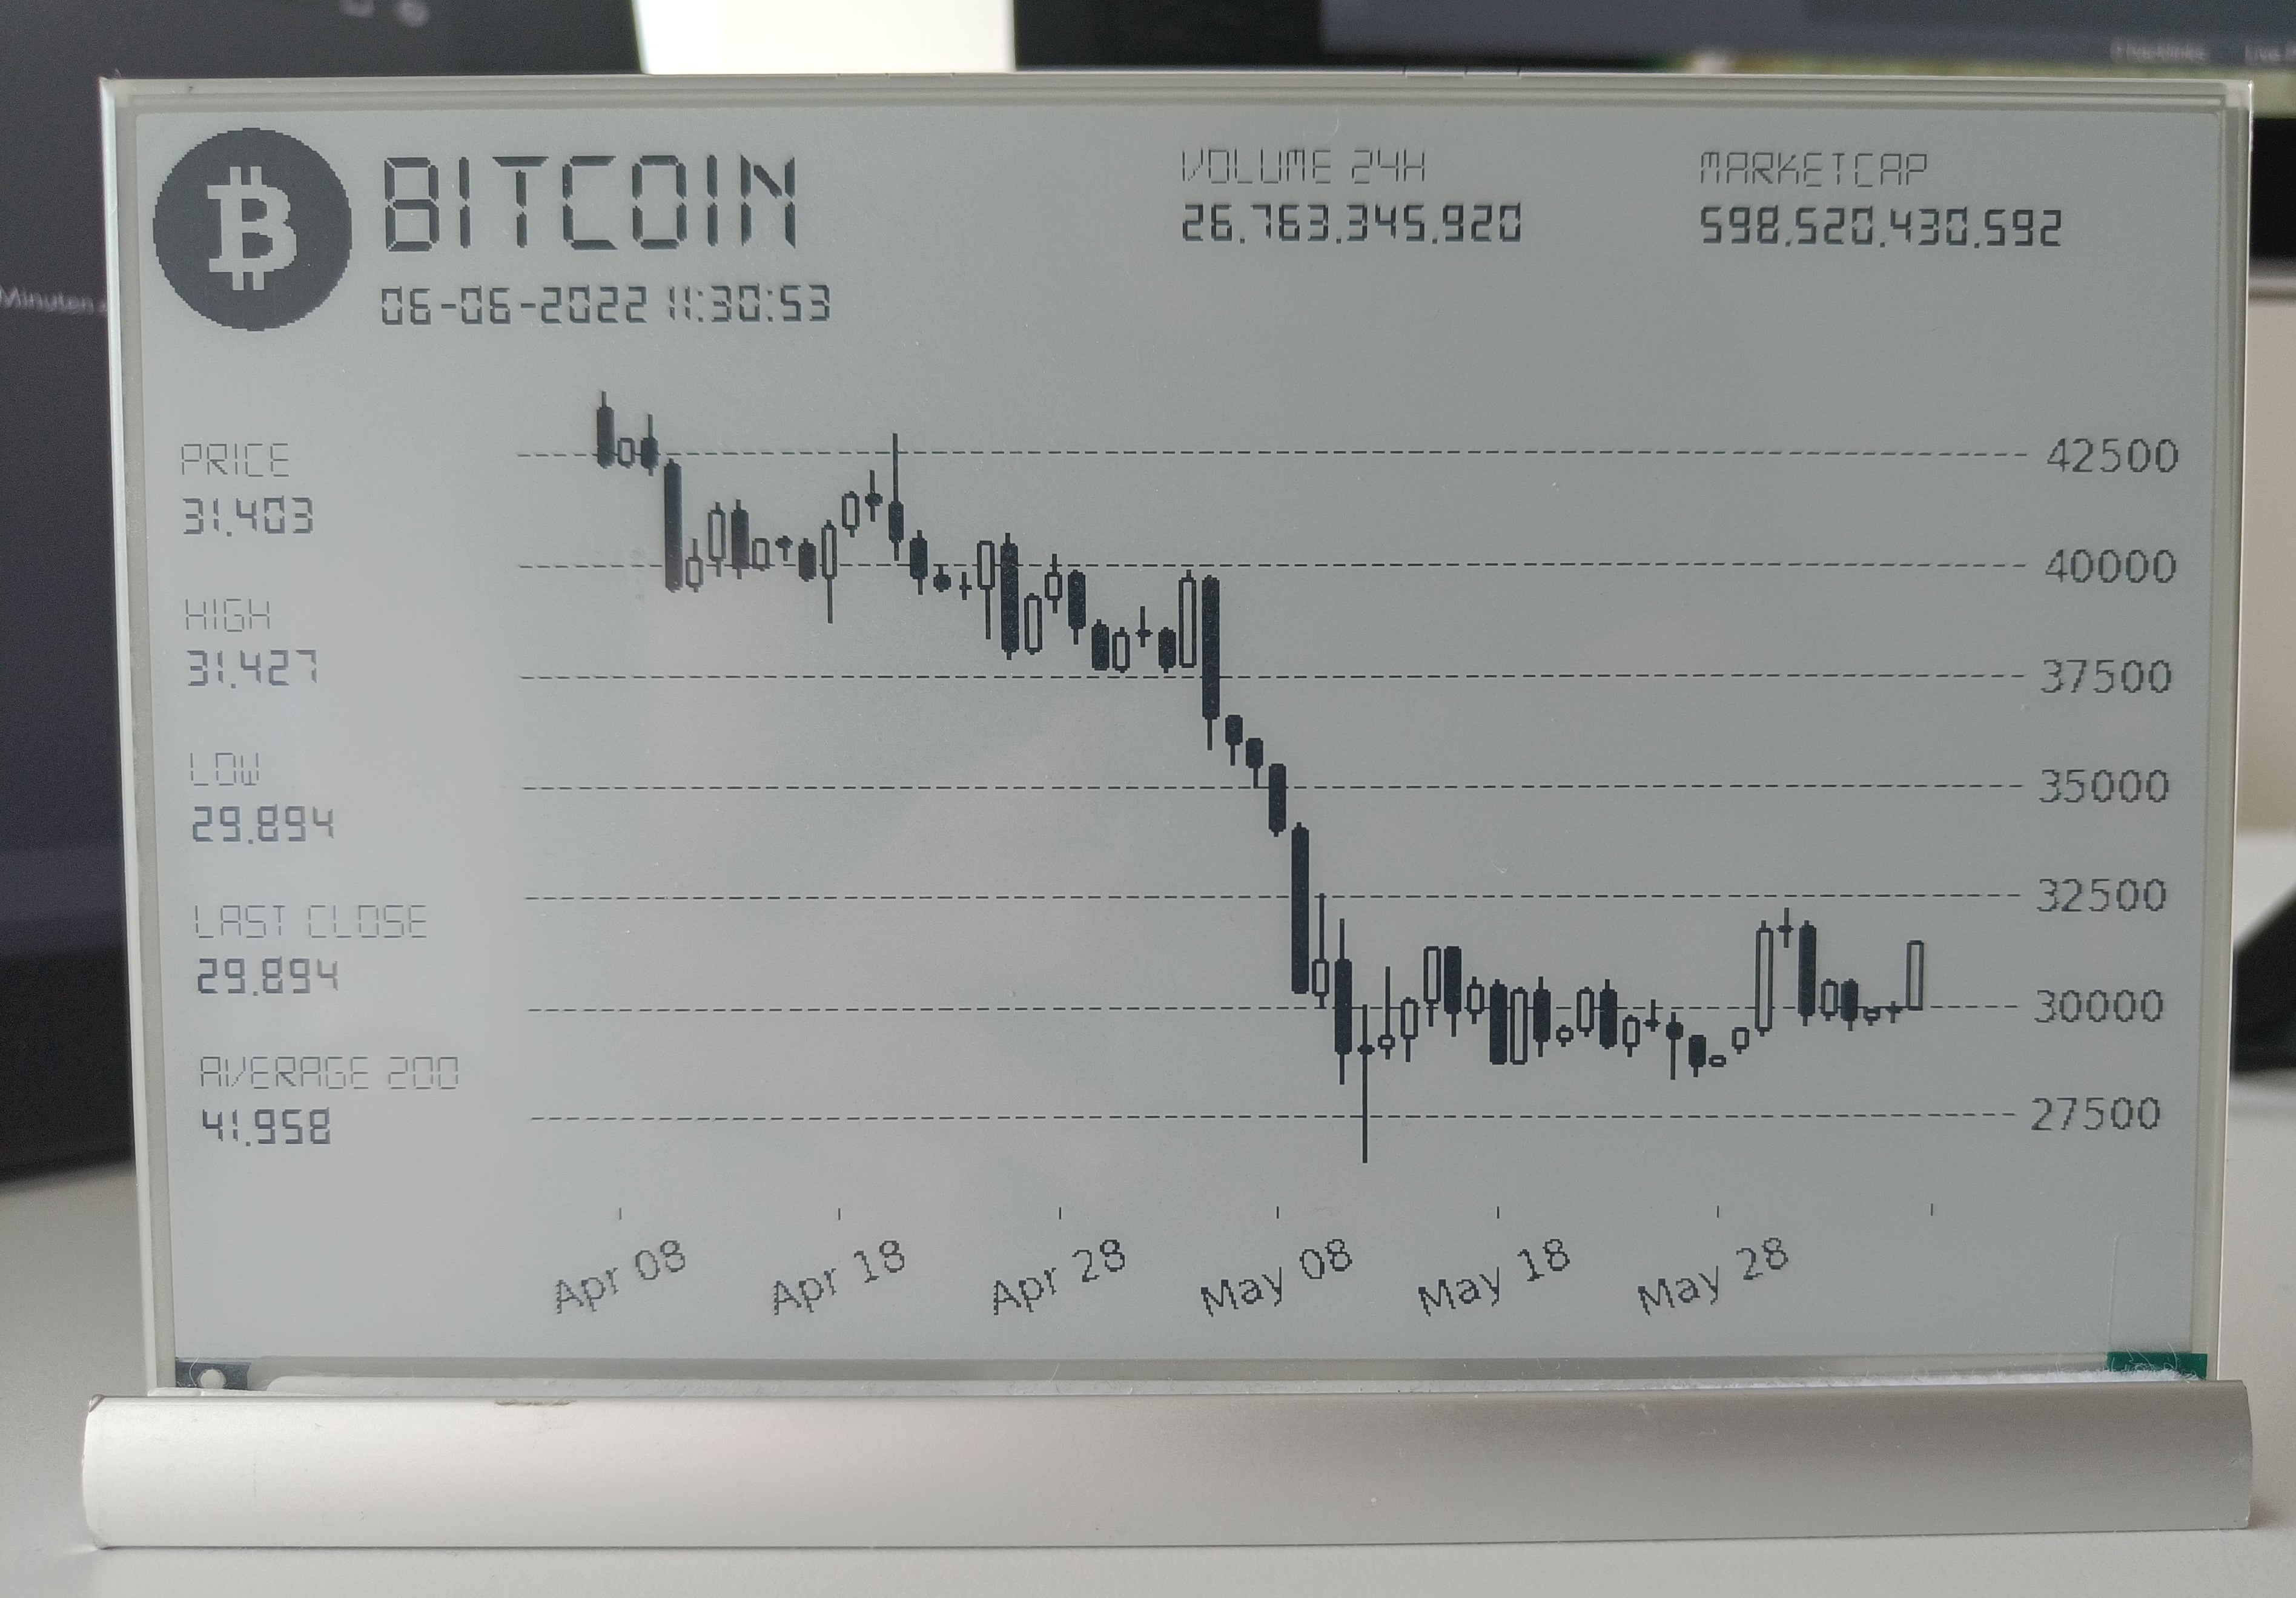 Checklinks
Minuten
BITCOIN
06-06-2022 11:30:53
VOLUME 24H
26.763.345.920
MARKETCAP
598.520.430.592
PRICE
31.403
HIGH
31.427
LOW
29.894
LAST CLOSE
29.894
AVERAGE 200
41.958
42500
40000
37500
35000
32500
30000
27500
Apr 08
Apr 18
Apr 28
May 08
May 18
May 28